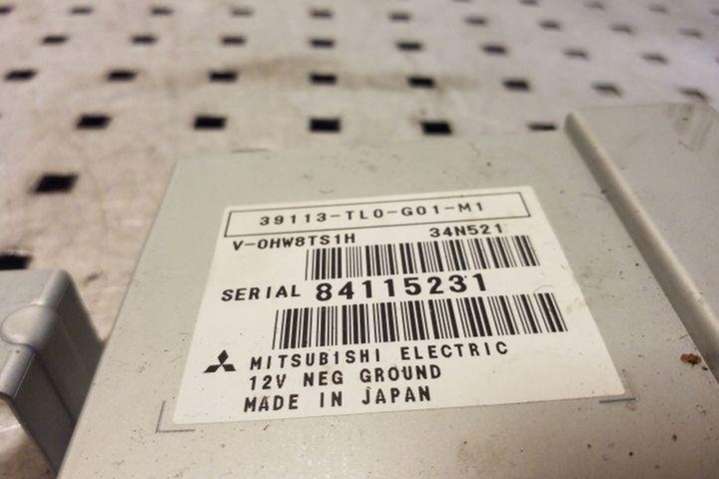 39113-TL0-G01-M1
V-0HW8TS1H 34N521
SERIAL 84115231
MITSUBISHI ELECTRIC
12V NEG GROUND
MADE IN JAPAN